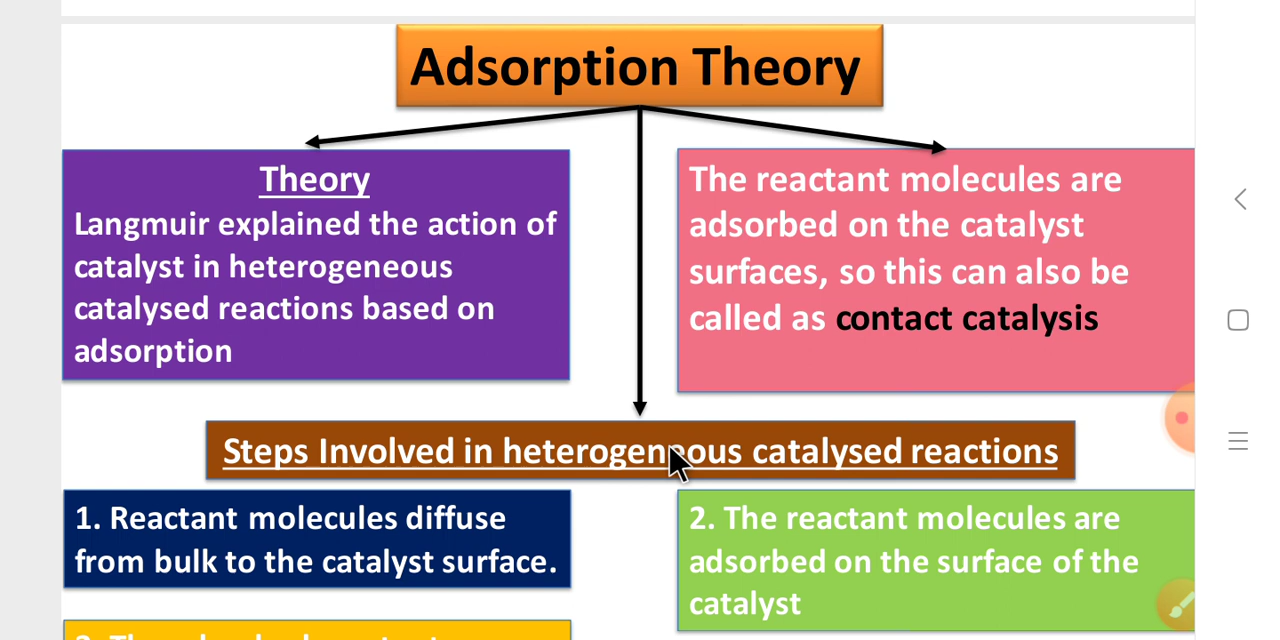 Adsorption Theory
Theory
Langmuir explained the action of
catalyst in heterogeneous
catalysed reactions based on
adsorption
The reactant molecules are
adsorbed on the catalyst
surfaces, so this can also be
called as contact catalysis
Steps Involved in heterogeneous catalysed reactions
1. Reactant molecules diffuse
from bulk to the catalyst surface.
2. The reactant molecules are
adsorbed on the surface of the
catalyst